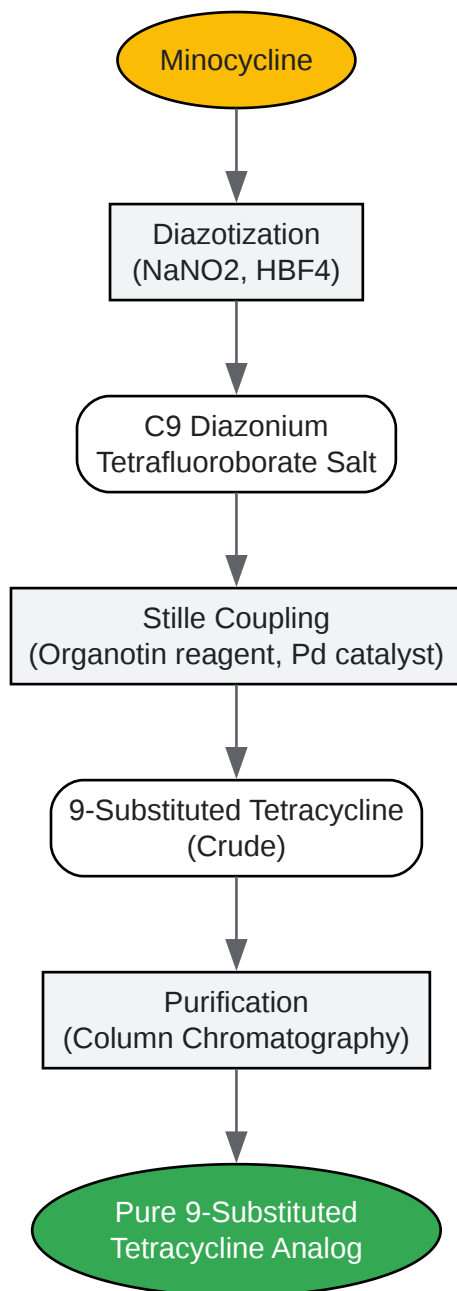 Minocycline
Diazotization
(NaNO2, HBF4)
C9 Diazonium
Tetrafluoroborate Salt
Stille Coupling
(Organotin reagent, Pd catalyst)
9-Substituted Tetracycline
(Crude)
Purification
(Column Chromatography)
Pure 9-Substituted
Tetracycline Analog